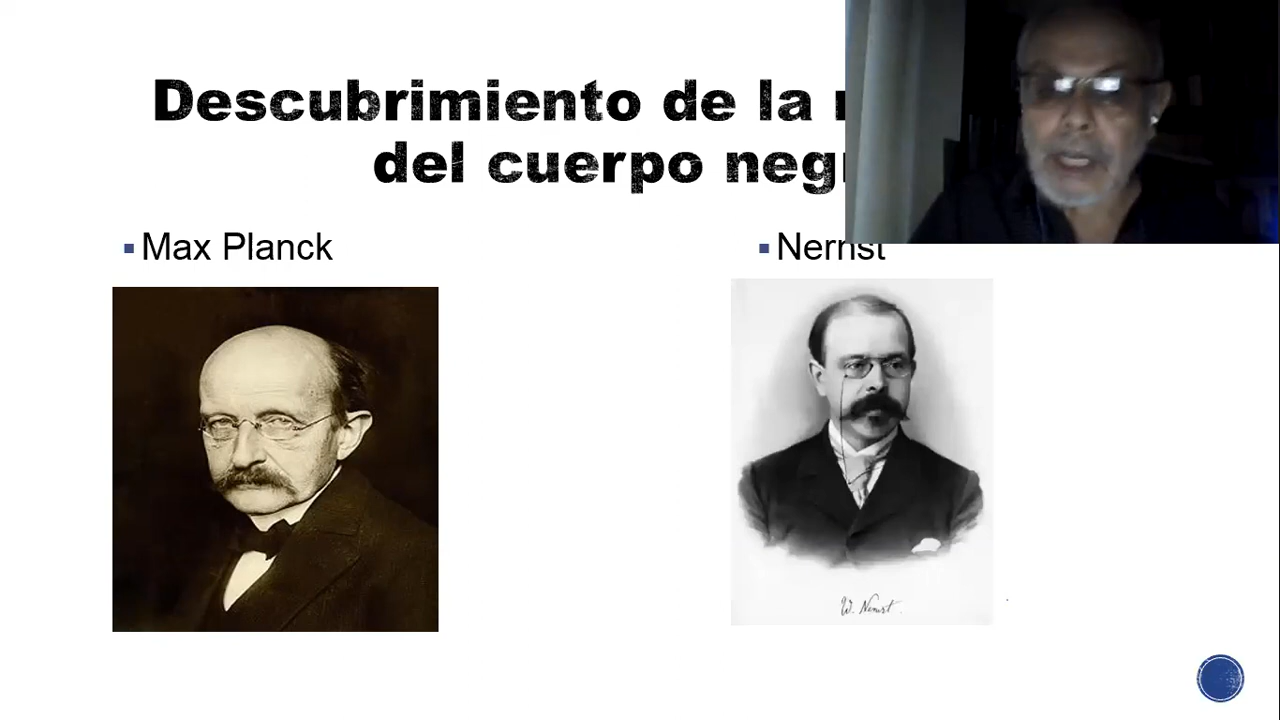 Descubrimiento de la
del cuerpo
Max Planck
Nernst
W. Nernst.